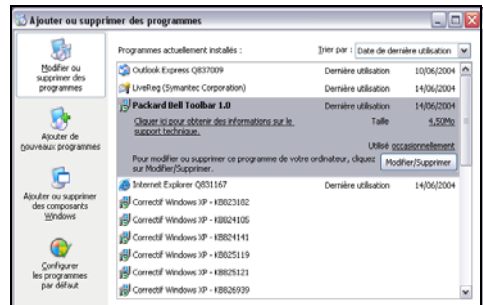 Ajouter ou supprimer des programmes
Modifier ou
supprimer des
programmes
Ajouter de
nouveaux programmes
Ajouter ou supprimer
des composants
Windows
Configurer
les programmes
par défaut
Programmes actuellement installés :
Trier par : Date de dernière utilisation
Outlook Express Q837009 Dernière utilisation 10/06/2004
LiveReg (Symantec Corporation) Dernière utilisation 14/06/2004
Packard Bell Toolbar 1.0 Dernière utilisation 14/06/2004
Cliquer ici pour obtenir des informations sur le Taille 4,50Mo
support technique.
Utilisé occasionnellement
Pour modifier ou supprimer ce programme de votre ordinateur, cliquez
sur Modifier/Supprimer.
Modifier/Supprimer
Internet Explorer Q831167 Dernière utilisation 14/06/2004
Correctif Windows XP - KB823182
Correctif Windows XP - KB824105
Correctif Windows XP - KB824141
Correctif Windows XP - KB825119
Correctif Windows XP - KB825121
Correctif Windows XP - KB826939